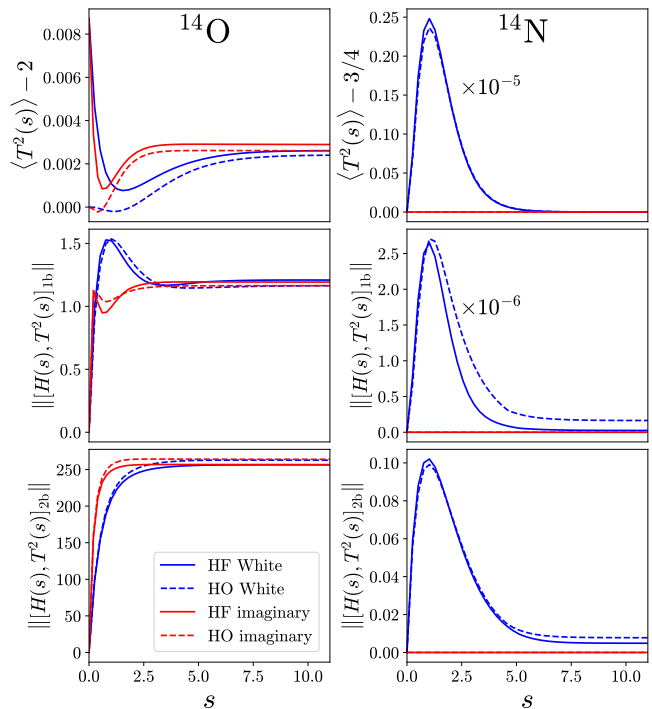 ¹⁴O
⟨T²(s)⟩ − 2
0.008
0.006
0.004
0.002
0.000
¹⁴N
⟨T²(s)⟩ − 3/4
0.25
0.20
0.15
0.10
0.05
0.00
×10⁻⁵
||[H(s), T²(s)]₁b||
1.5
1.0
0.5
0.0
||[H(s), T²(s)]₁b||
2.5
2.0
1.5
1.0
0.5
0.0
×10⁻⁶
||[H(s), T²(s)]₂b||
250
200
150
100
50
0
HF White
HO White
HF imaginary
HO imaginary
0.0 2.5 5.0 7.5 10.0
s
||[H(s), T²(s)]₂b||
0.10
0.08
0.06
0.04
0.02
0.00
0.0 2.5 5.0 7.5 10.0
s